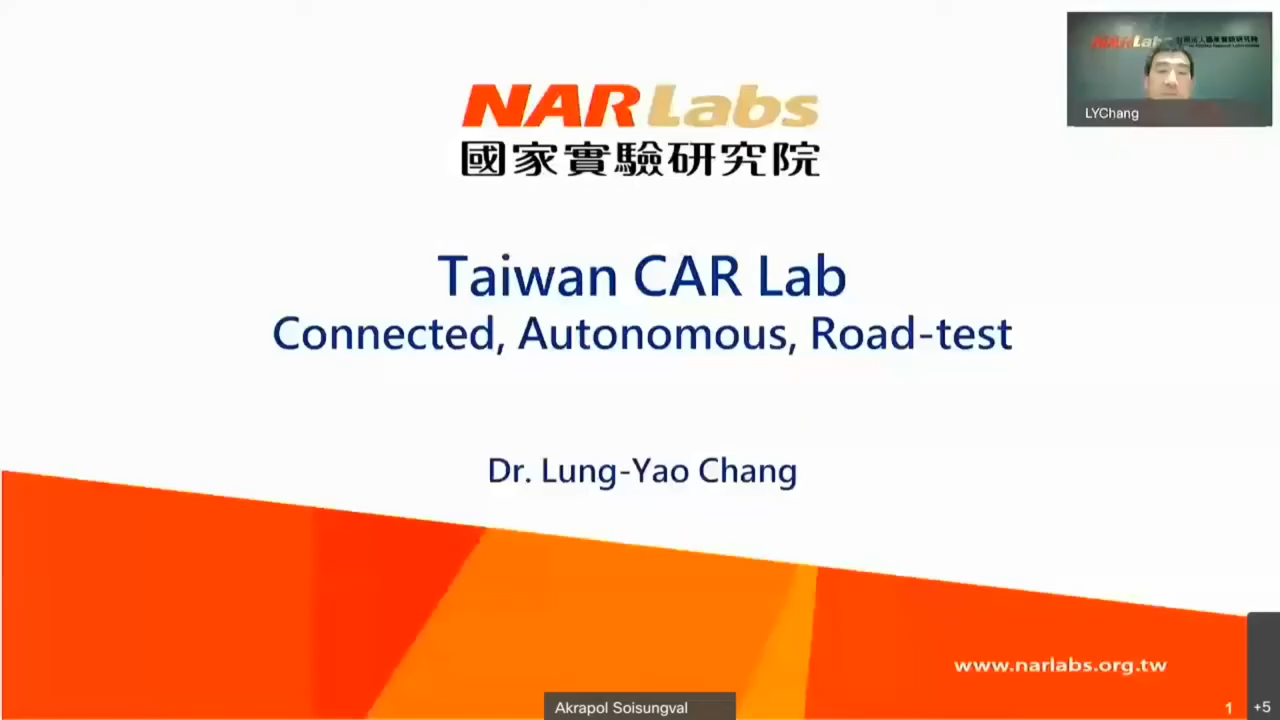 NARLabs
國家實驗研究院
Taiwan CAR Lab
Connected, Autonomous, Road-test
Dr. Lung-Yao Chang
www.narlabs.org.tw
1
LYChang
Akrapol Soisungval
+5